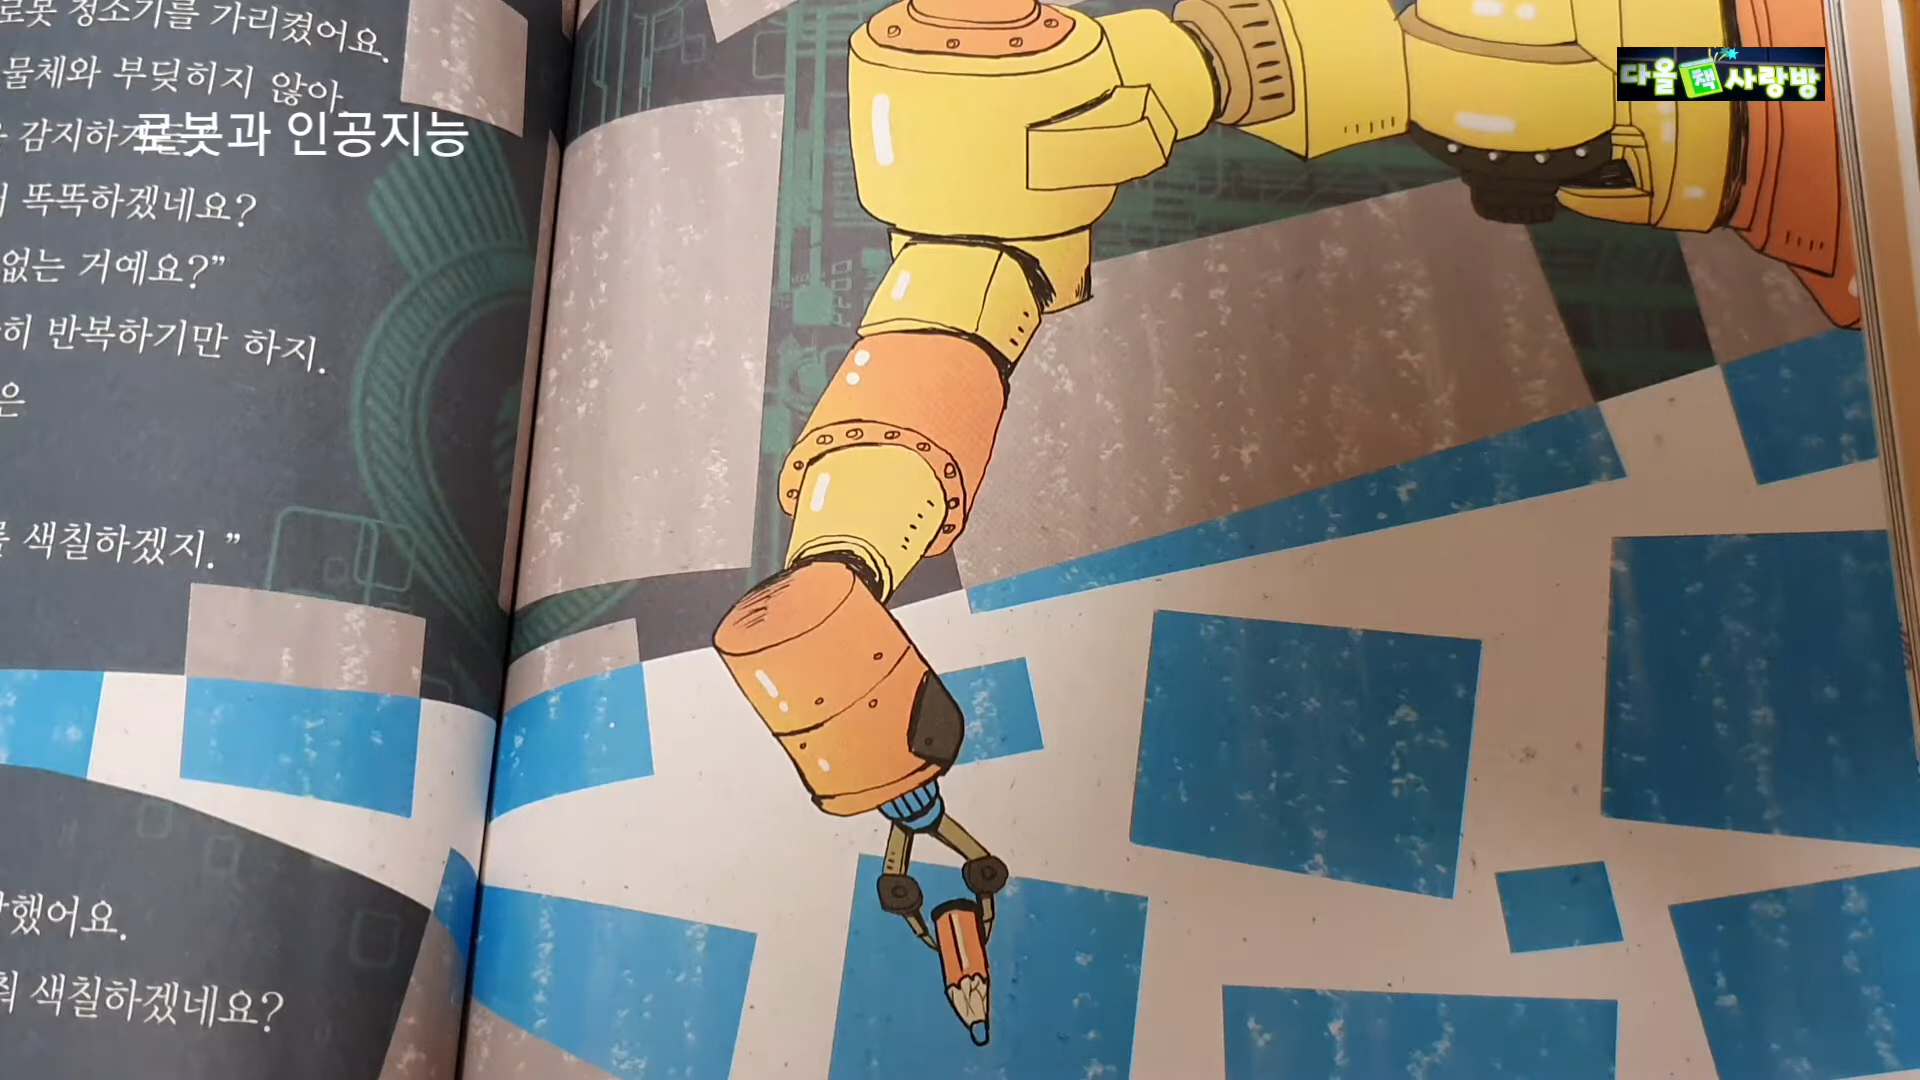 로봇 청소기를 가리켰어요.
물체와 부딪히지 않아
감지하거든
로봇과 인공지능
똑똑하겠네요?
없는 거예요?”
반복하기만 하지.
은
색칠하겠지.”
했어요.
색칠하겠네요?
다올 책 사랑방